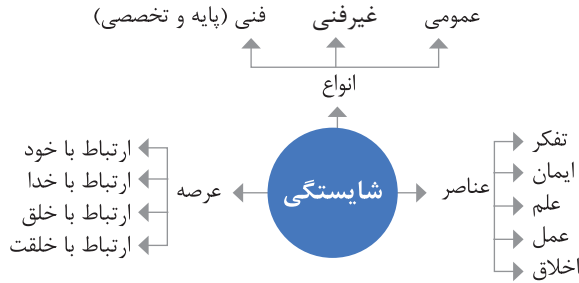 عمومی
غیرفنی
فنی (پایه و تخصصی)
انواع
شایستگی
عناصر
تفکر
ایمان
علم
عمل
اخلاق
عرصه
ارتباط با خود
ارتباط با خدا
ارتباط با خلق
ارتباط با خلقت